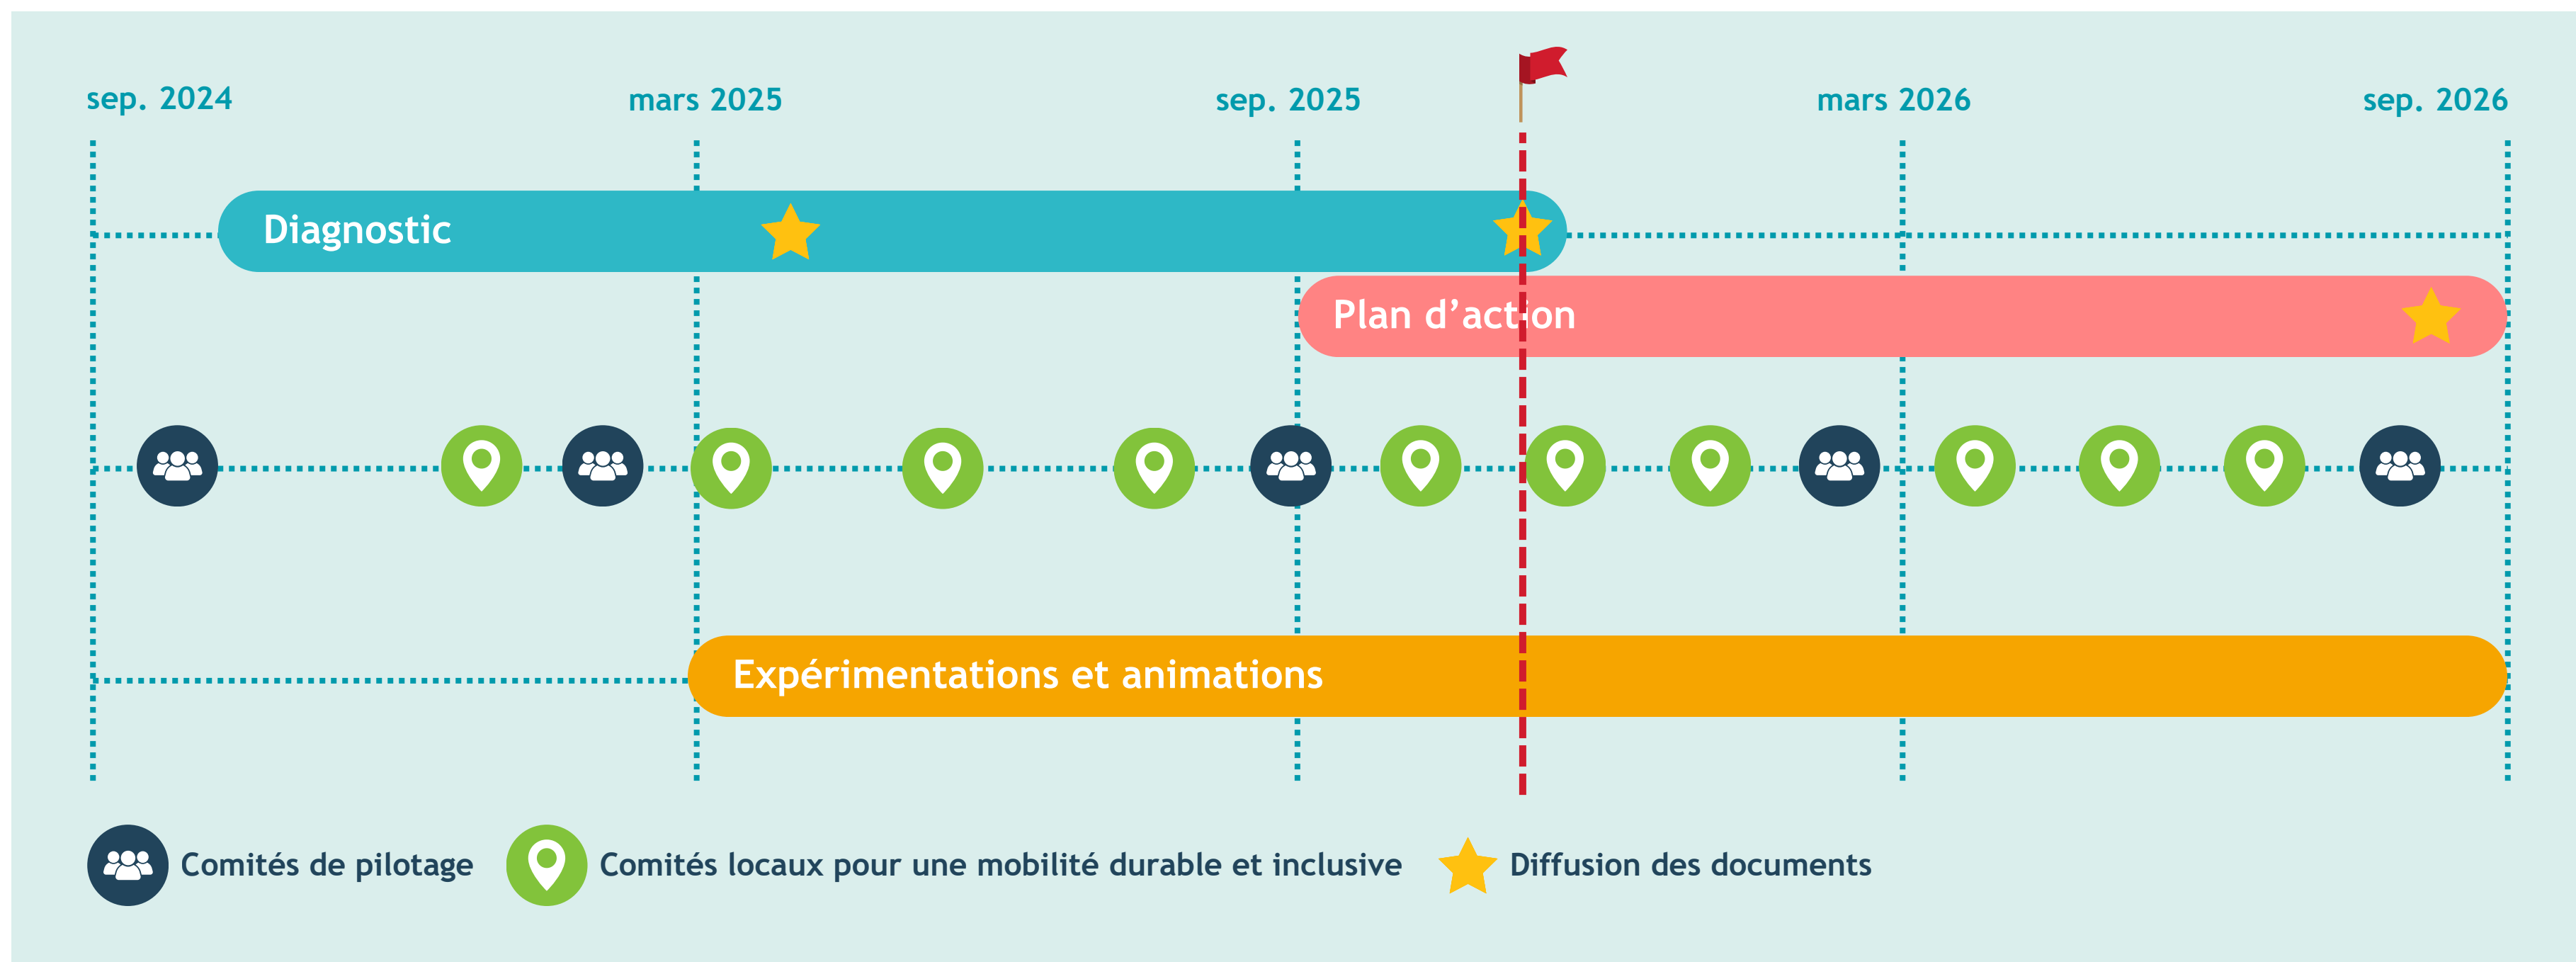 sep. 2024
mars 2025
sep. 2025
mars 2026
sep. 2026
Diagnostic
Plan d’action
Expérimentations et animations
Comités de pilotage
Comités locaux pour une mobilité durable et inclusive
Diffusion des documents